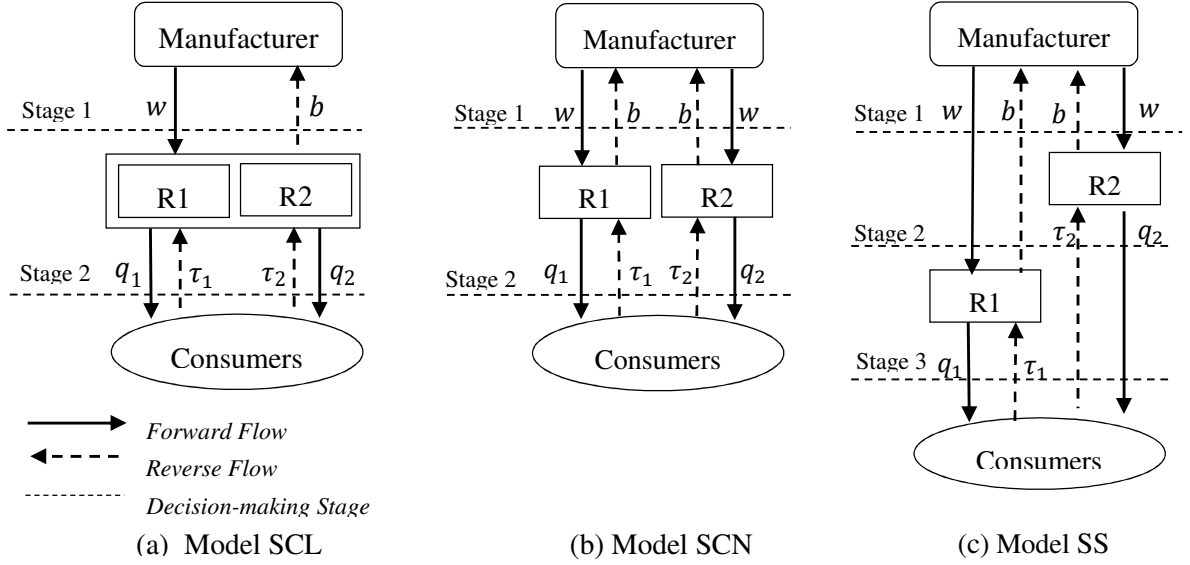 Manufacturer
Stage 1
w
b
R1
R2
Stage 2
q₁
τ₁
τ₂
q₂
Consumers
Forward Flow
Reverse Flow
Decision-making Stage
(a) Model SCL
Manufacturer
Stage 1
w
b
b
w
R1
R2
Stage 2
q₁
τ₁
τ₂
q₂
Consumers
(b) Model SCN
Manufacturer
Stage 1
w
b
b
w
R2
Stage 2
τ₂
q₂
R1
Stage 3
q₁
τ₁
Consumers
(c) Model SS